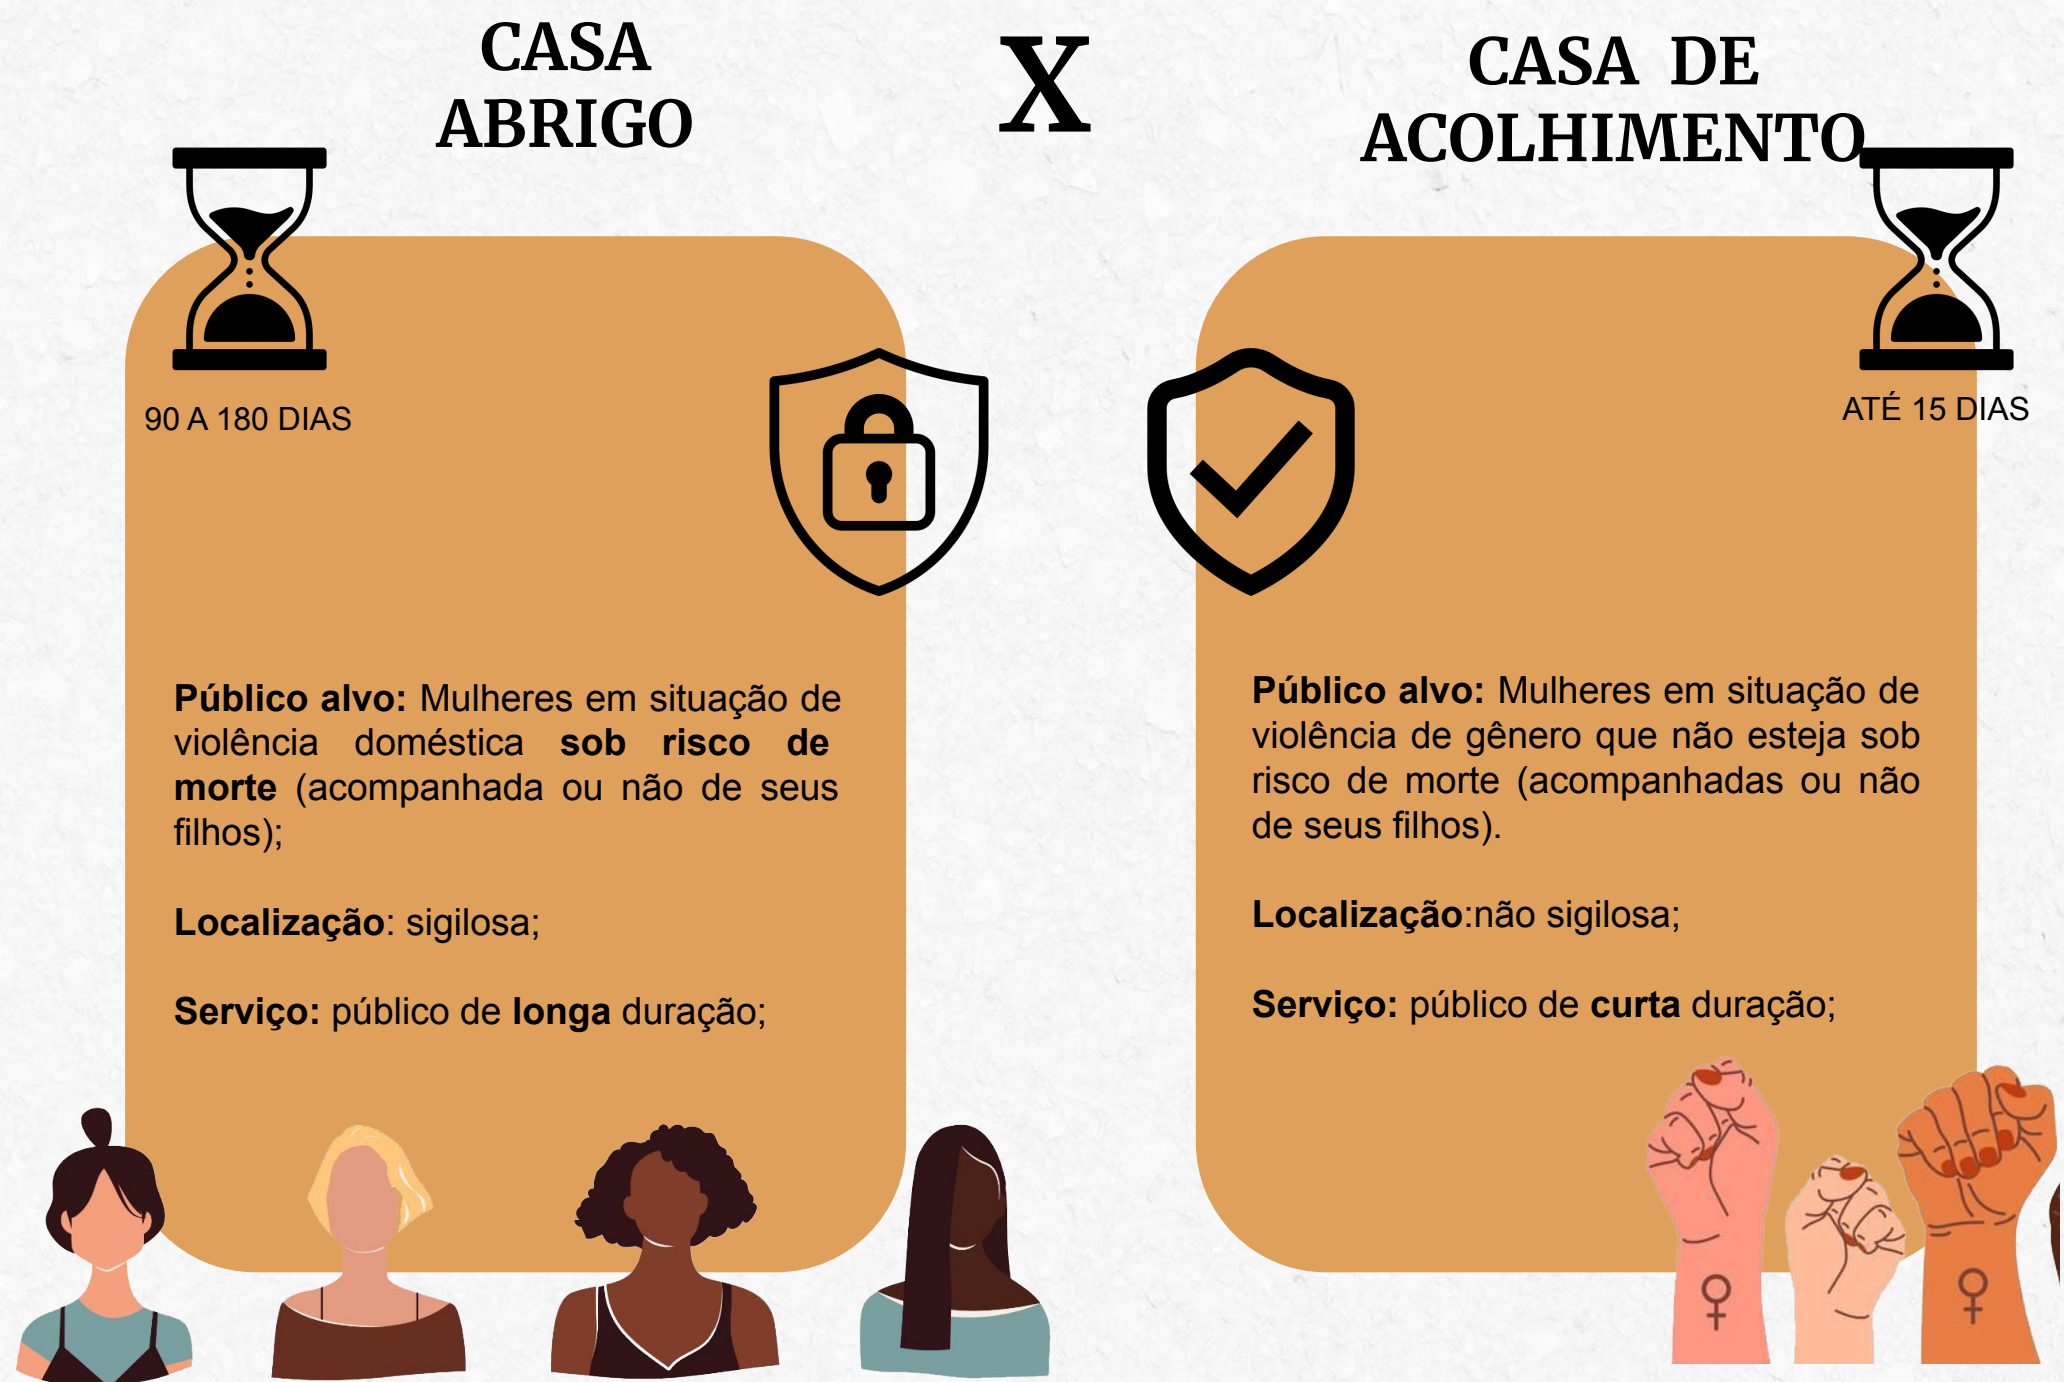 CASA
ABRIGO
X
CASA DE
ACOLHIMENTO
90 A 180 DIAS
Público alvo: Mulheres em situação de
violência doméstica sob risco de
morte (acompanhada ou não de seus
filhos);
Localização: sigilosa;
Serviço: público de longa duração;
ATÉ 15 DIAS
Público alvo: Mulheres em situação de
violência de gênero que não esteja sob
risco de morte (acompanhadas ou não
de seus filhos).
Localização:não sigilosa;
Serviço: público de curta duração;